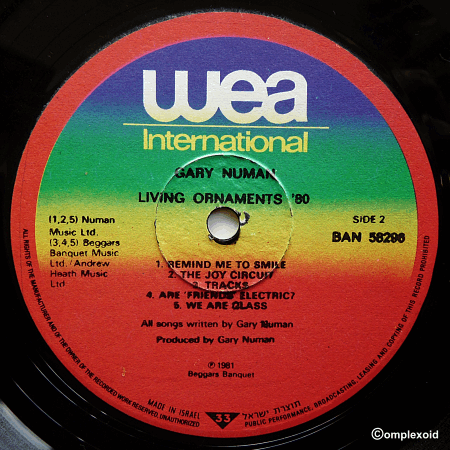 wea
International
GARY NUMAN
LIVING ORNAMENTS '80
(1,2,5) Numan
Music Ltd.
(3,4,5) Beggars
Banquet Music
Ltd./Andrew
Heath Music
Ltd
SIDE 2
BAN 58296
1. REMIND ME TO SMILE
2. THE JOY CIRCUIT
3. TRACKS
4. ARE 'FRIENDS' ELECTRIC?
5. WE ARE GLASS
All songs written by Gary Numan
Produced by Gary Numan
℗ 1981
Beggars Banquet
ALL RIGHTS OF THE MANUFACTURER AND OF THE OWNER OF THE RECORDED WORK RESERVED. UNAUTHORIZED
PUBLIC PERFORMANCE, BROADCASTING, LEASING AND COPYING OF THIS RECORD PROHIBITED
MADE IN ISRAEL
33
תוצרת ישראל
©omplexoid